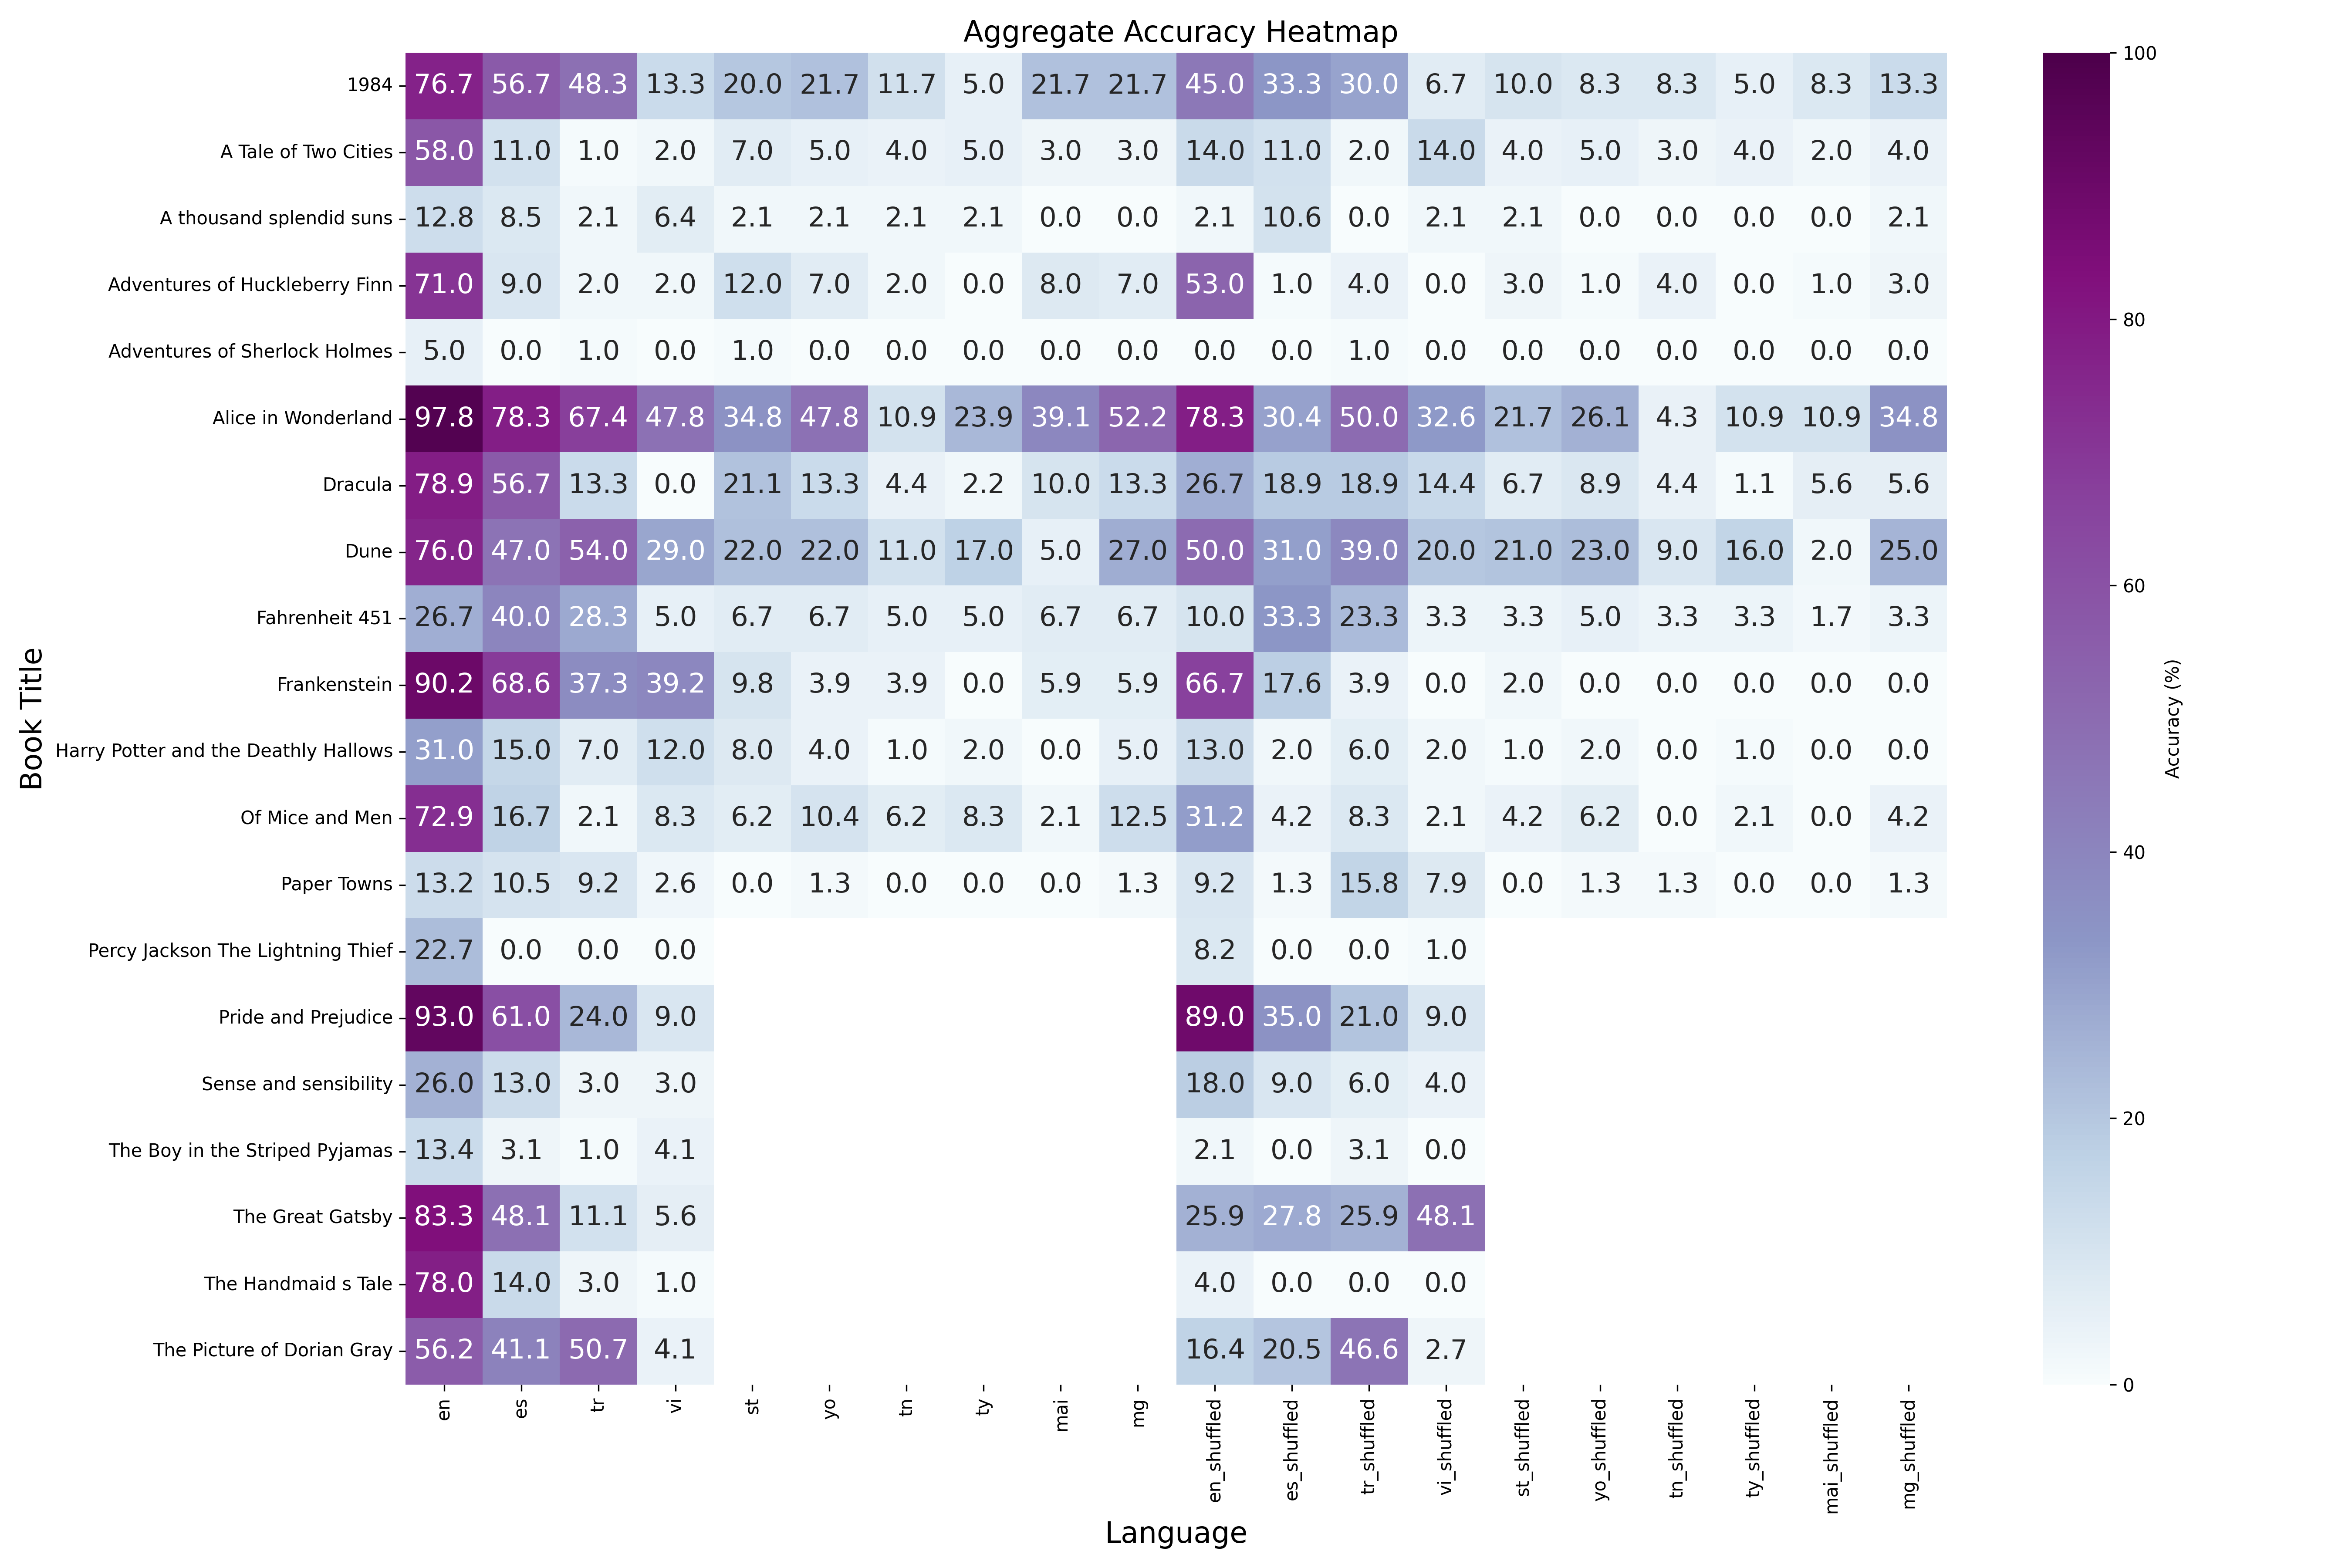 Aggregate Accuracy Heatmap
Book Title
1984 76.7 56.7 48.3 13.3 20.0 21.7 11.7 5.0 21.7 21.7 45.0 33.3 30.0 6.7 10.0 8.3 8.3 5.0 8.3 13.3
A Tale of Two Cities 58.0 11.0 1.0 2.0 7.0 5.0 4.0 5.0 3.0 3.0 14.0 11.0 2.0 14.0 4.0 5.0 3.0 4.0 2.0 4.0
A thousand splendid suns 12.8 8.5 2.1 6.4 2.1 2.1 2.1 2.1 0.0 0.0 2.1 10.6 0.0 2.1 2.1 0.0 0.0 0.0 0.0 2.1
Adventures of Huckleberry Finn 71.0 9.0 2.0 2.0 12.0 7.0 2.0 0.0 8.0 7.0 53.0 1.0 4.0 0.0 3.0 1.0 4.0 0.0 1.0 3.0
Adventures of Sherlock Holmes 5.0 0.0 1.0 0.0 1.0 0.0 0.0 0.0 0.0 0.0 0.0 0.0 1.0 0.0 0.0 0.0 0.0 0.0 0.0 0.0
Alice in Wonderland 97.8 78.3 67.4 47.8 34.8 47.8 10.9 23.9 39.1 52.2 78.3 30.4 50.0 32.6 21.7 26.1 4.3 10.9 10.9 34.8
Dracula 78.9 56.7 13.3 0.0 21.1 13.3 4.4 2.2 10.0 13.3 26.7 18.9 18.9 14.4 6.7 8.9 4.4 1.1 5.6 5.6
Dune 76.0 47.0 54.0 29.0 22.0 22.0 11.0 17.0 5.0 27.0 50.0 31.0 39.0 20.0 21.0 23.0 9.0 16.0 2.0 25.0
Fahrenheit 451 26.7 40.0 28.3 5.0 6.7 6.7 5.0 5.0 6.7 6.7 10.0 33.3 23.3 3.3 3.3 5.0 3.3 3.3 1.7 3.3
Frankenstein 90.2 68.6 37.3 39.2 9.8 3.9 3.9 0.0 5.9 5.9 66.7 17.6 3.9 0.0 2.0 0.0 0.0 0.0 0.0 0.0
Harry Potter and the Deathly Hallows 31.0 15.0 7.0 12.0 8.0 4.0 1.0 2.0 0.0 5.0 13.0 2.0 6.0 2.0 1.0 2.0 0.0 1.0 0.0 0.0
Of Mice and Men 72.9 16.7 2.1 8.3 6.2 10.4 6.2 8.3 2.1 12.5 31.2 4.2 8.3 2.1 4.2 6.2 0.0 2.1 0.0 4.2
Paper Towns 13.2 10.5 9.2 2.6 0.0 1.3 0.0 0.0 0.0 1.3 9.2 1.3 15.8 7.9 0.0 1.3 1.3 0.0 0.0 1.3
Percy Jackson The Lightning Thief 22.7 0.0 0.0 0.0 8.2 0.0 0.0 1.0
Pride and Prejudice 93.0 61.0 24.0 9.0 89.0 35.0 21.0 9.0
Sense and sensibility 26.0 13.0 3.0 3.0 18.0 9.0 6.0 4.0
The Boy in the Striped Pyjamas 13.4 3.1 1.0 4.1 2.1 0.0 3.1 0.0
The Great Gatsby 83.3 48.1 11.1 5.6 25.9 27.8 25.9 48.1
The Handmaid s Tale 78.0 14.0 3.0 1.0 4.0 0.0 0.0 0.0
The Picture of Dorian Gray 56.2 41.1 50.7 4.1 16.4 20.5 46.6 2.7
en es tr vi st yo tn ty mai mg en_shuffled es_shuffled tr_shuffled vi_shuffled st_shuffled yo_shuffled tn_shuffled ty_shuffled mai_shuffled mg_shuffled
Language
100
80
60
40
20
0
Accuracy (%)